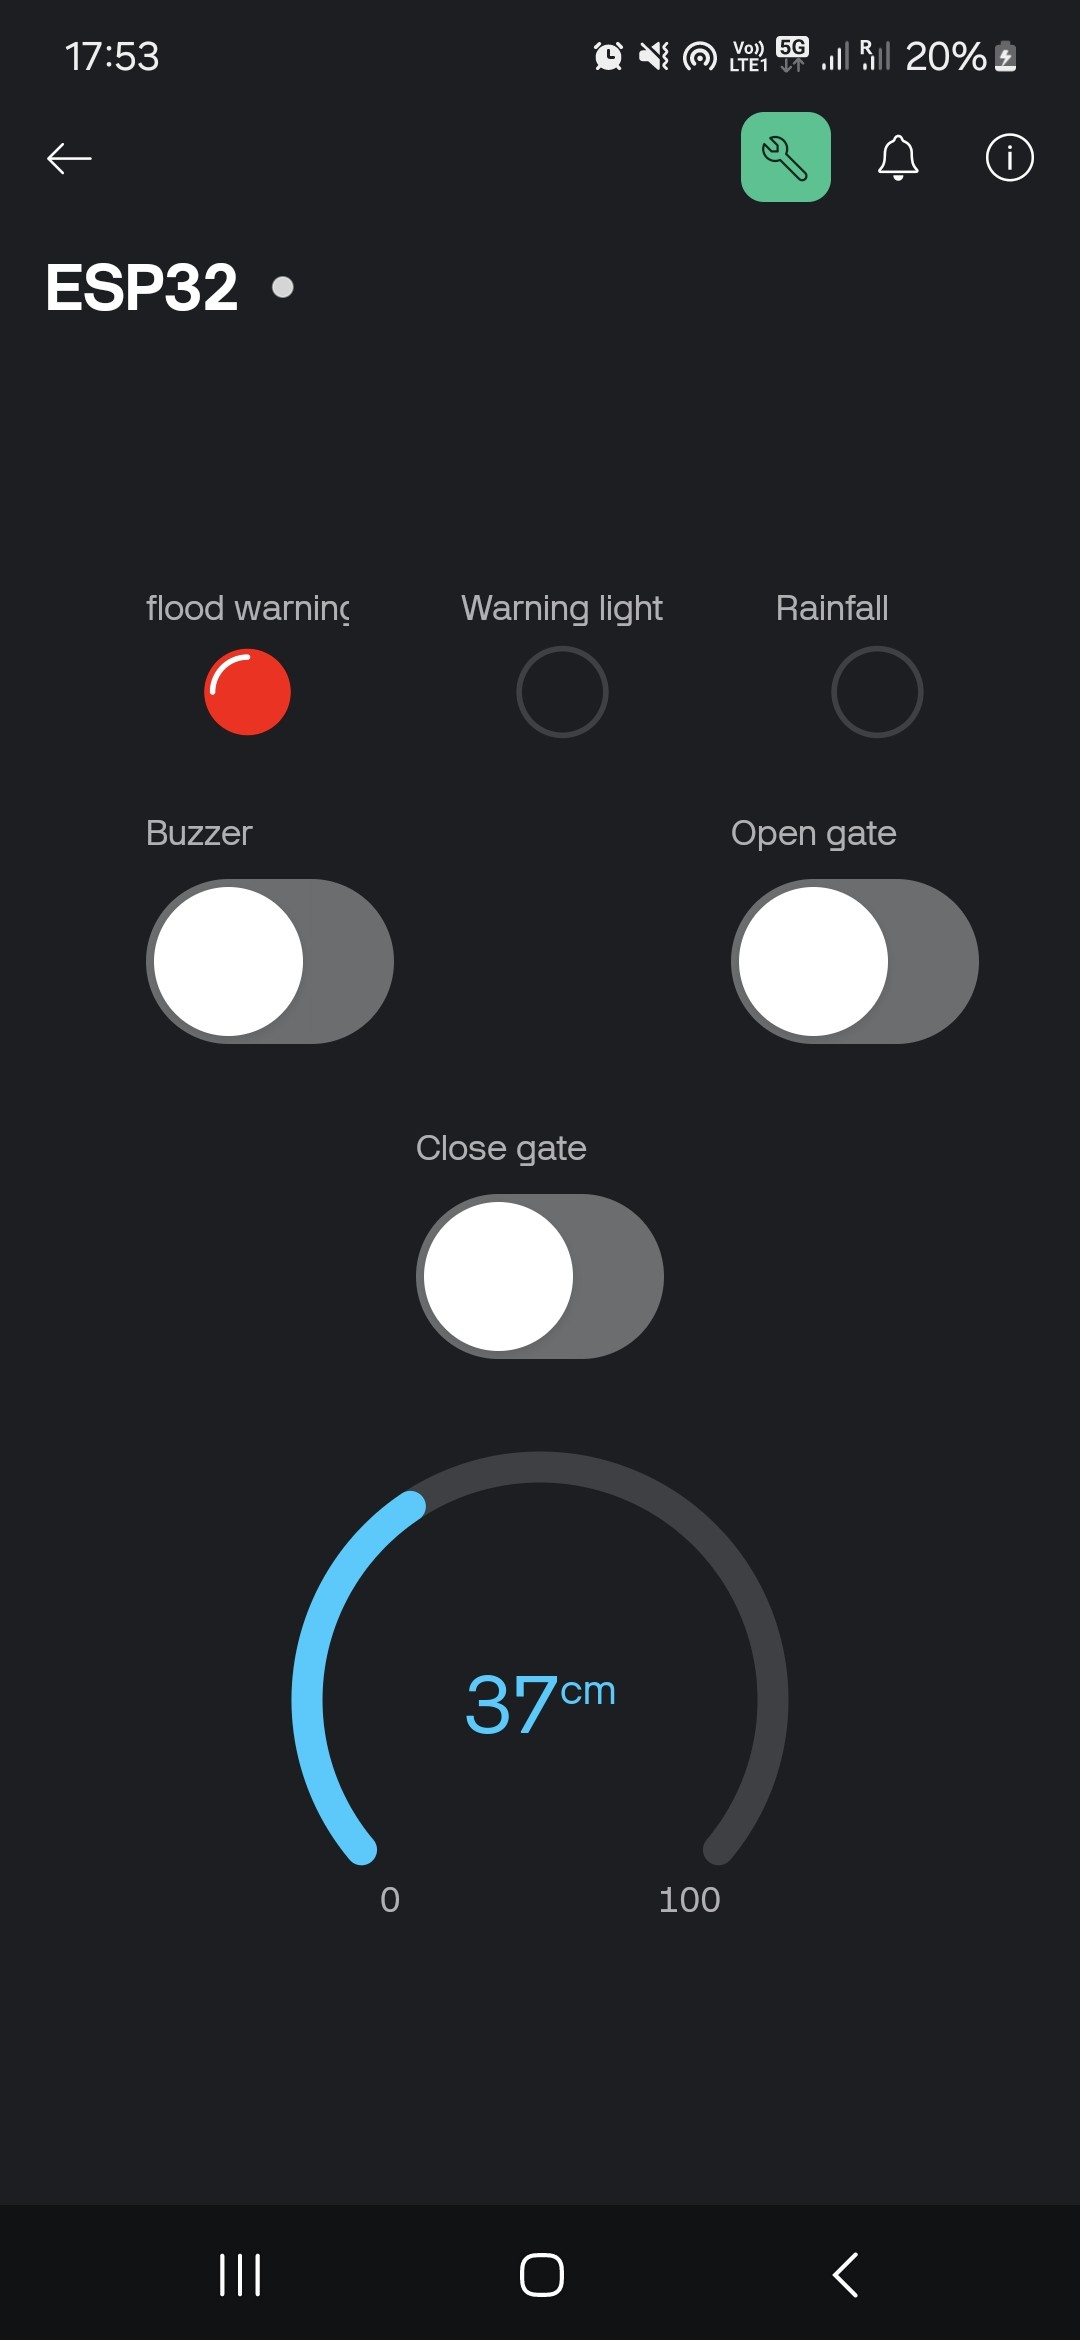 17:53 Vo)) LTE1 5G R 20%
ESP32
flood warning Warning light Rainfall
Buzzer Open gate
Close gate
37cm
0 100